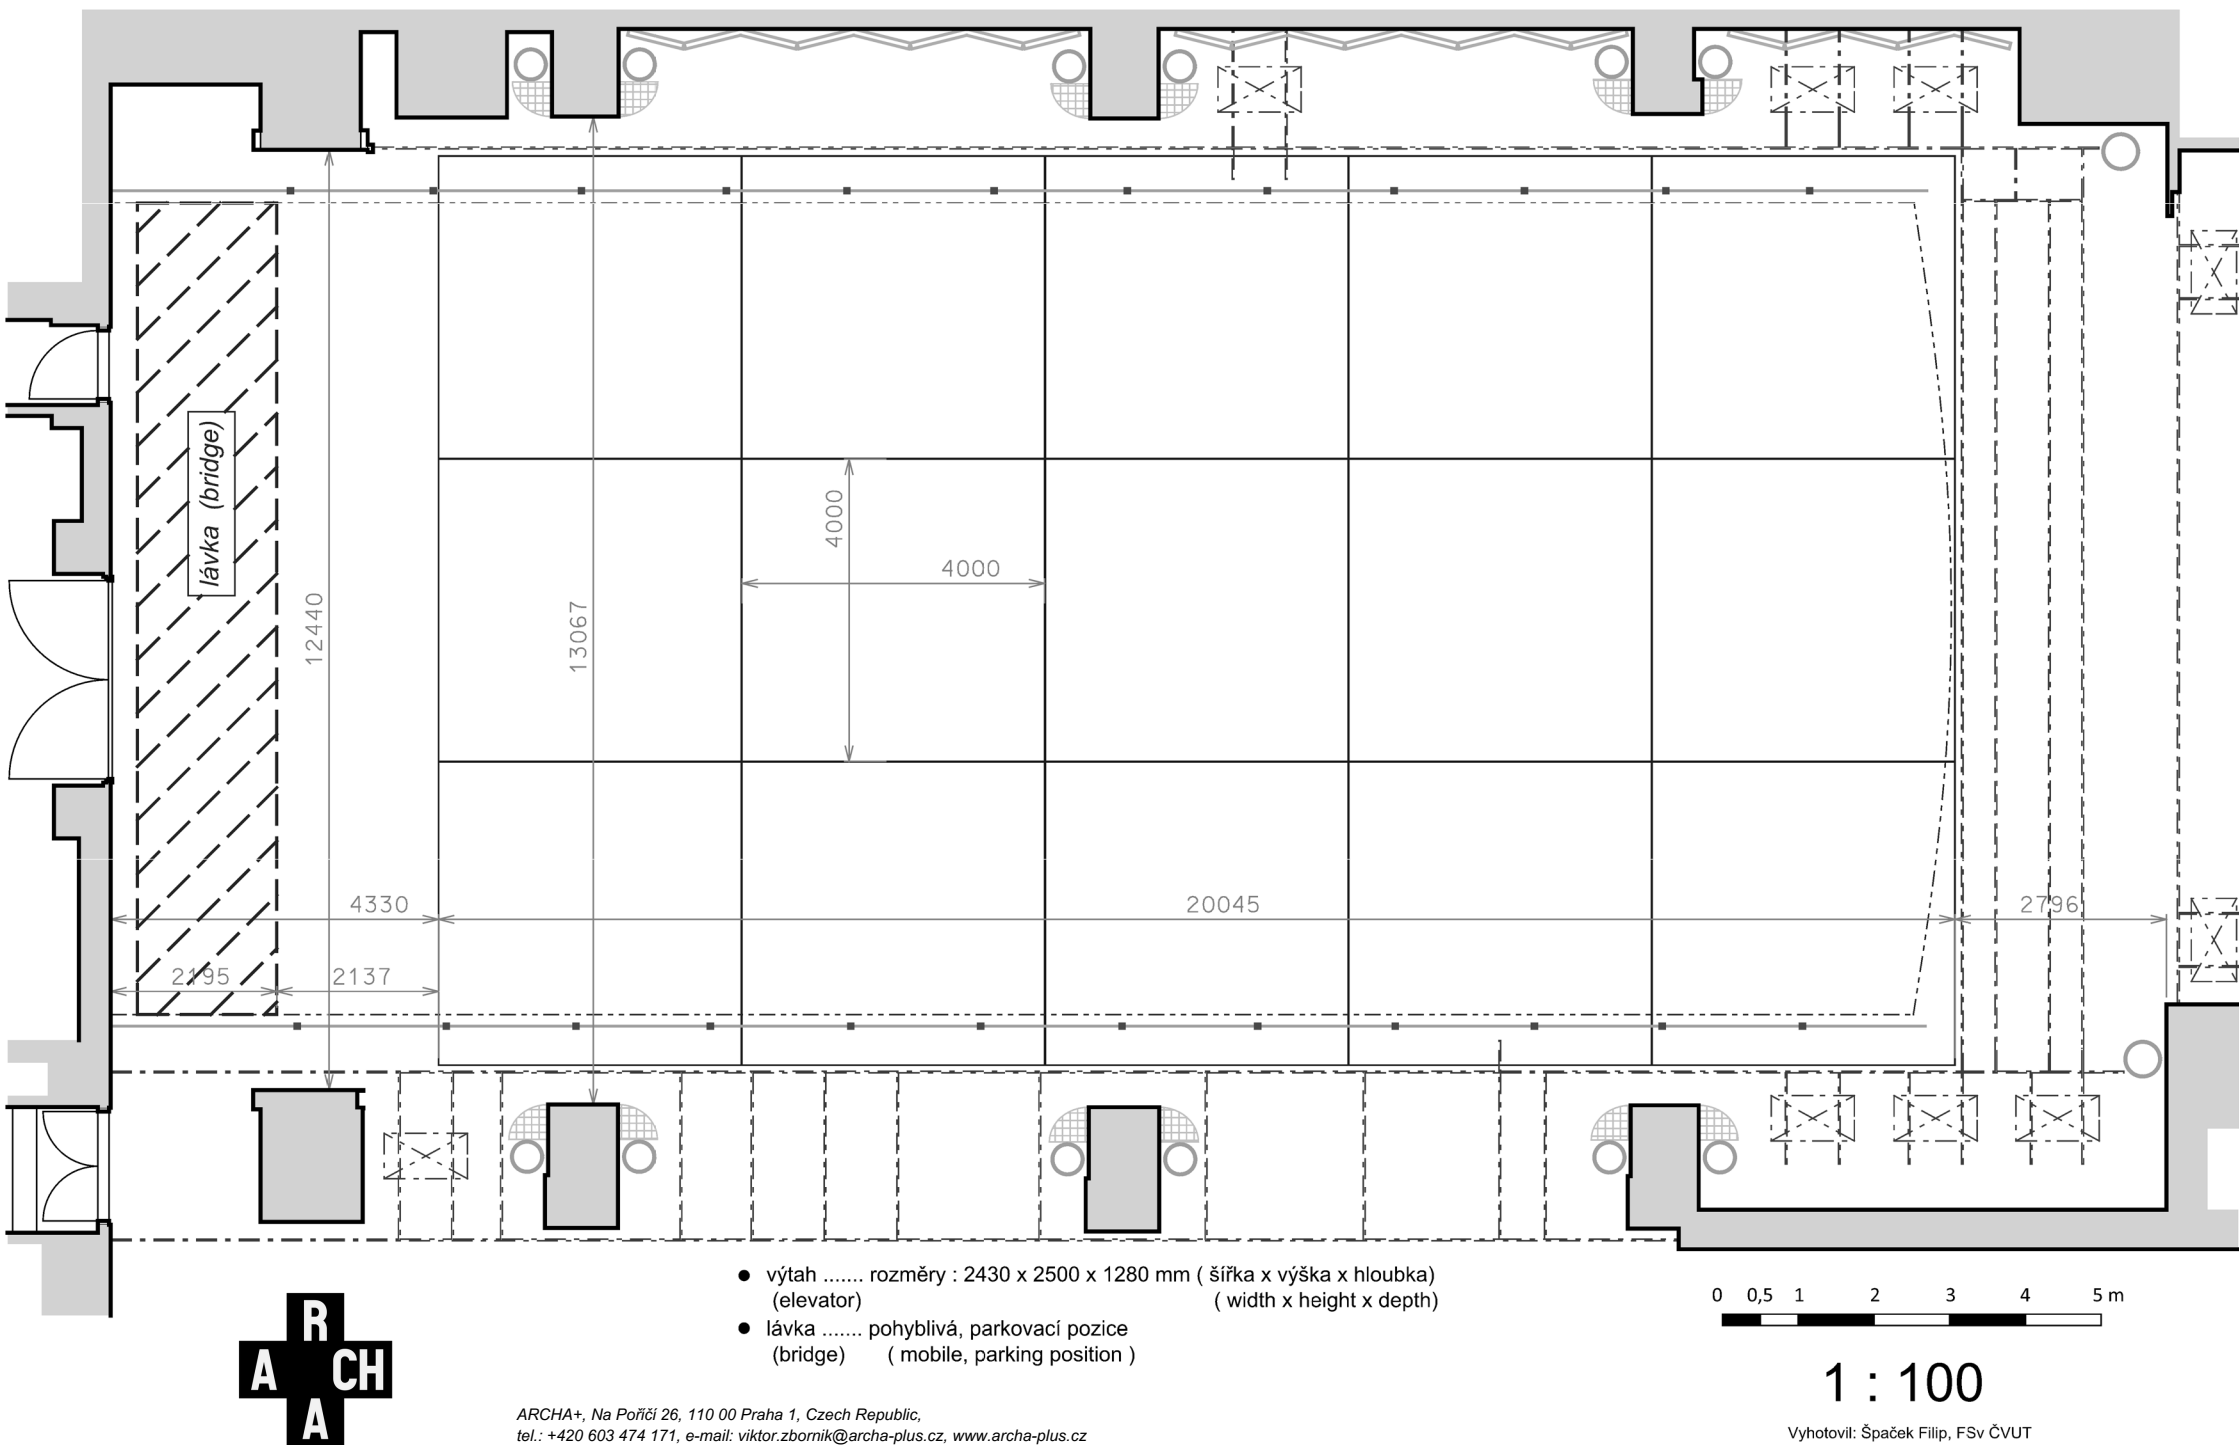 lávka (bridge)
12440
13067
4000
4000
4330
20045
2796
2195
2137
● výtah ....... rozměry : 2430 x 2500 x 1280 mm ( šířka x výška x hloubka)
(elevator) ( width x height x depth)
● lávka ....... pohyblivá, parkovací pozice
(bridge) ( mobile, parking position )
0 0,5 1 2 3 4 5 m
1 : 100
R
A CH
A
ARCHA+, Na Poříčí 26, 110 00 Praha 1, Czech Republic,
tel.: +420 603 474 171, e-mail: viktor.zbornik@archa-plus.cz, www.archa-plus.cz
Vyhotovil: Špaček Filip, FSv ČVUT